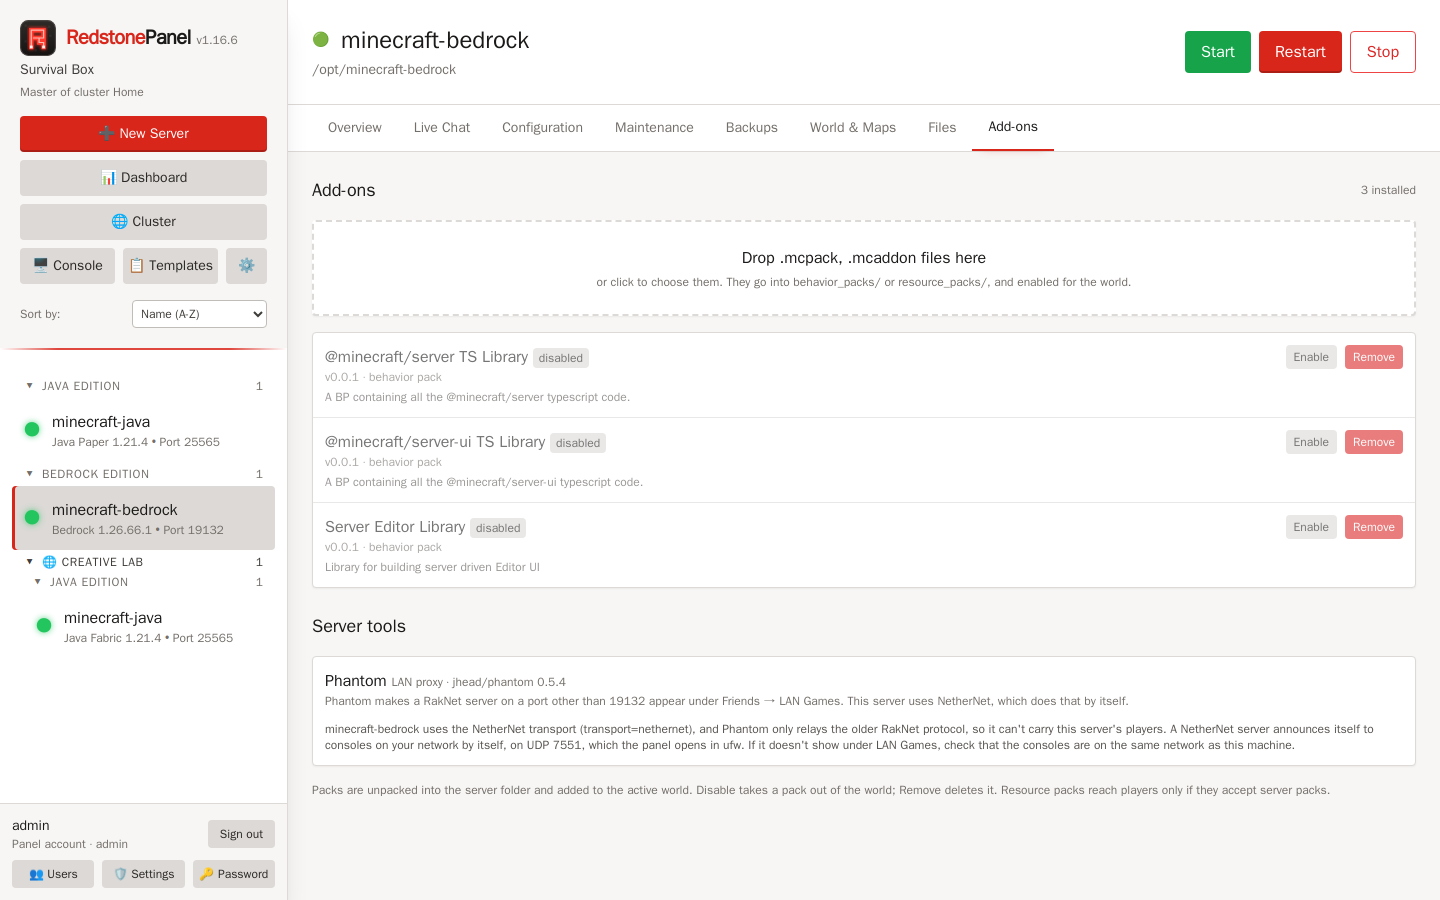 RedstonePanel v1.16.6
Survival Box
Master of cluster Home
➕ New Server
📊 Dashboard
🌐 Cluster
🖥️ Console
📋 Templates
⚙️
Sort by:
Name (A-Z)
▼ JAVA EDITION 1
minecraft-java
Java Paper 1.21.4 • Port 25565
▼ BEDROCK EDITION 1
minecraft-bedrock
Bedrock 1.26.66.1 • Port 19132
▼ 🌐 CREATIVE LAB 1
▼ JAVA EDITION 1
minecraft-java
Java Fabric 1.21.4 • Port 25565
admin
Panel account · admin
Sign out
👥 Users
🛡️ Settings
🔑 Password
minecraft-bedrock
/opt/minecraft-bedrock
Start
Restart
Stop
Overview
Live Chat
Configuration
Maintenance
Backups
World & Maps
Files
Add-ons
Add-ons
3 installed
Drop .mcpack, .mcaddon files here
or click to choose them. They go into behavior_packs/ or resource_packs/, and enabled for the world.
@minecraft/server TS Library disabled
Enable
Remove
v0.0.1 · behavior pack
A BP containing all the @minecraft/server typescript code.
@minecraft/server-ui TS Library disabled
Enable
Remove
v0.0.1 · behavior pack
A BP containing all the @minecraft/server-ui typescript code.
Server Editor Library disabled
Enable
Remove
v0.0.1 · behavior pack
Library for building server driven Editor UI
Server tools
Phantom LAN proxy · jhead/phantom 0.5.4
Phantom makes a RakNet server on a port other than 19132 appear under Friends → LAN Games. This server uses NetherNet, which does that by itself.
minecraft-bedrock uses the NetherNet transport (transport=nethernet), and Phantom only relays the older RakNet protocol, so it can't carry this server's players. A NetherNet server announces itself to
consoles on your network by itself, on UDP 7551, which the panel opens in ufw. If it doesn't show under LAN Games, check that the consoles are on the same network as this machine.
Packs are unpacked into the server folder and added to the active world. Disable takes a pack out of the world; Remove deletes it. Resource packs reach players only if they accept server packs.